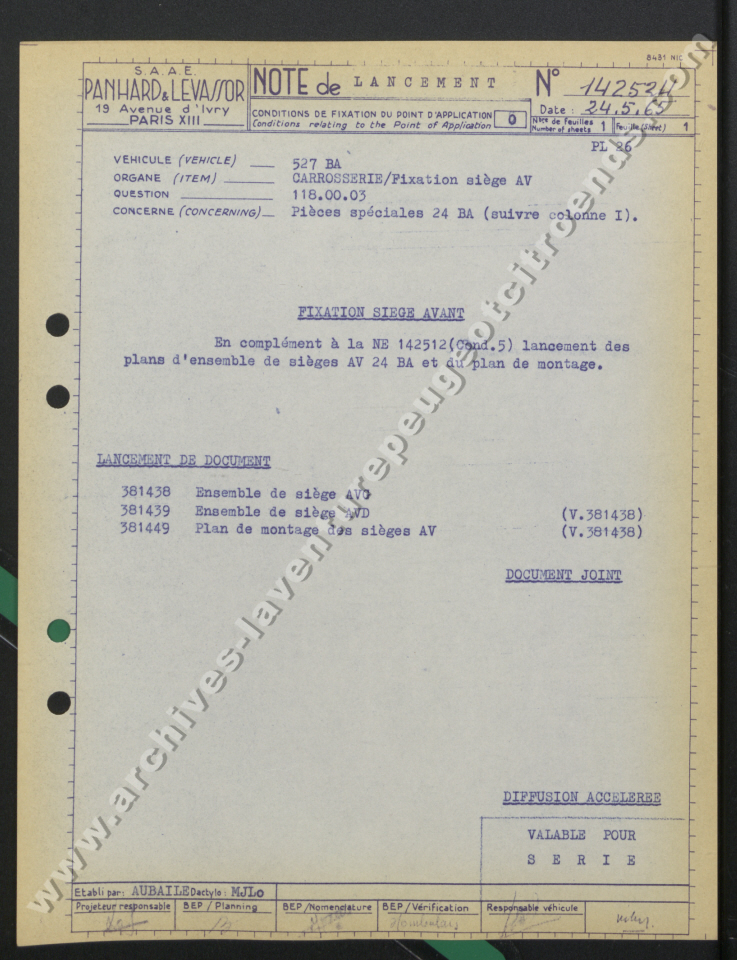 8481 NIC
S.A.A.E.
PANHARD & LEVASSOR
19 Avenue d'Ivry
PARIS XIII
NOTE de LANCEMENT
CONDITIONS DE FIXATION DU POINT D'APPLICATION
Conditions relating to the Point of Application
0
N°
Date : 24.5.65
Nbre de feuilles
Number of sheets 1
Feuille (Sheet) 1
PL 26
VEHICULE (VEHICLE) 527 BA
ORGANE (ITEM) CARROSSERIE/Fixation siège AV
QUESTION 118.00.03
CONCERNE (CONCERNING) Pièces spéciales 24 BA (suivre colonne I).
FIXATION SIEGE AVANT
En complément à la NE 142512(Cond.5) lancement des
plans d'ensemble de sièges AV 24 BA et du plan de montage.
LANCEMENT DE DOCUMENT
381438 Ensemble de siège AVG
381439 Ensemble de siège AVD (V.381438)
381449 Plan de montage des sièges AV (V.381438)
DOCUMENT JOINT
DIFFUSION ACCELEREE
VALABLE POUR
S E R I E
Etabli par: AUBAILE Dactylo: MJLo
Projeteur responsable
BEP / Planning
BEP / Nomenclature
BEP / Vérification
Responsable véhicule
www.archives-laventurepeugeotcitroends.com